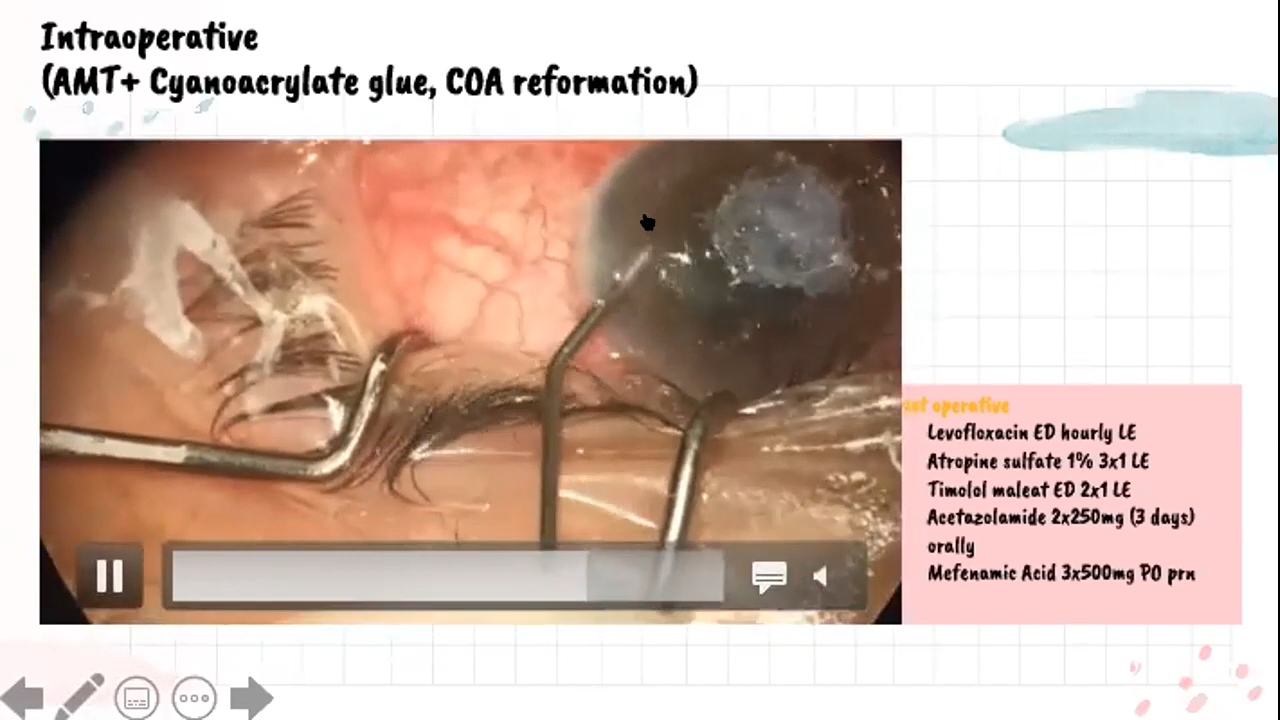 Intraoperative
(AMT+ Cyanoacrylate glue, COA reformation)
operative
Levofloxacin ED hourly LE
Atropine sulfate 1% 3x1 LE
Timolol maleat ED 2x1 LE
Acetazolamide 2x250mg (3 days)
orally
Mefenamic Acid 3x500mg PO prn